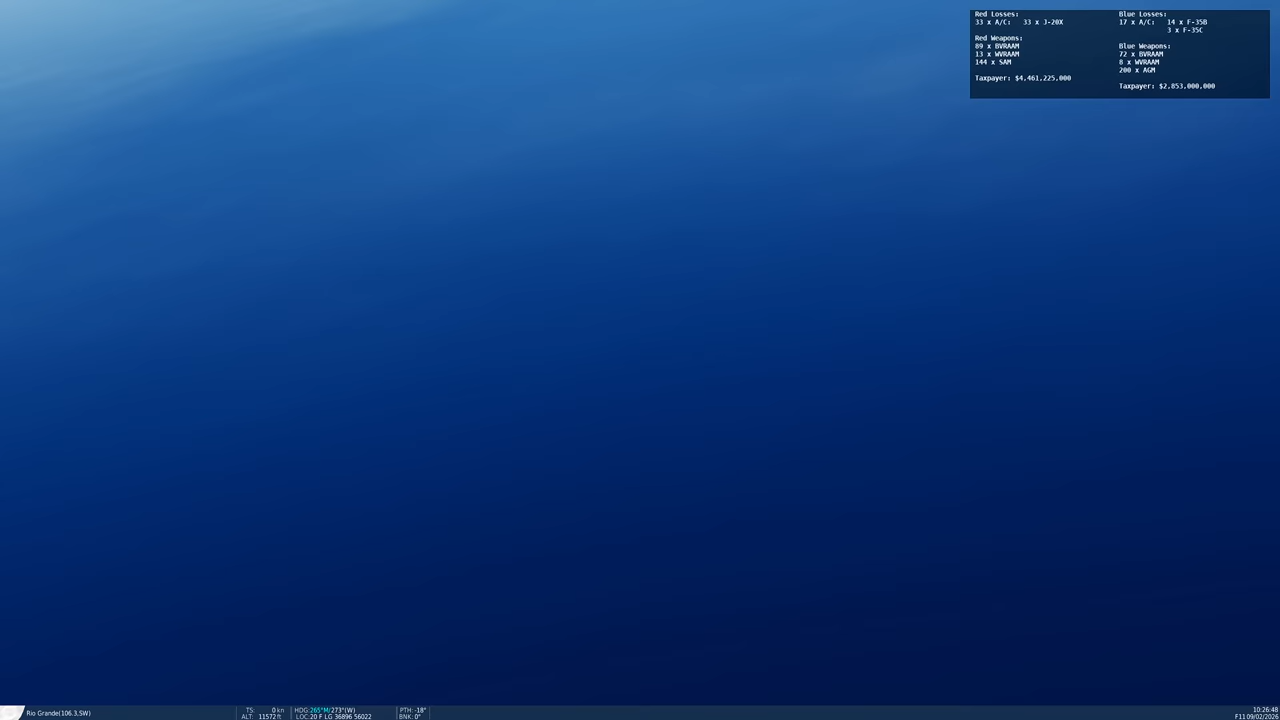 Red Losses:
33 x A/C: 33 x J-20X
Red Weapons:
89 x BVRAAM
13 x WVRAAM
144 x SAM
Taxpayer: $4,461,225,000
Blue Losses:
17 x A/C: 14 x F-35B
3 x F-35C
Blue Weapons:
72 x BVRAAM
8 x WVRAAM
200 x AGM
Taxpayer: $2,853,000,000
Rio Grande(106.3,SW)
TS: 0 kn
ALT: 11572 ft
HDG:265°M/273°(W)
LOC:20 F LG 36896 56022
PTH: -18°
BNK: 0°
10:26:48
F11 09/02/2026